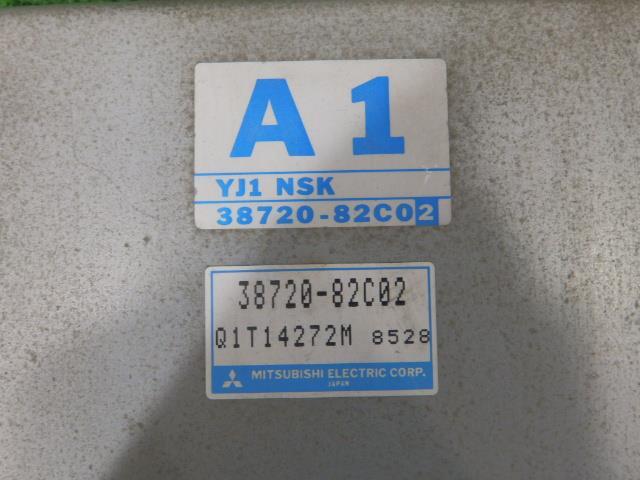 A 1
YJ1 NSK
38720-82C02
38720-82C02
Q1T14272M 8528
MITSUBISHI ELECTRIC CORP.
JAPAN